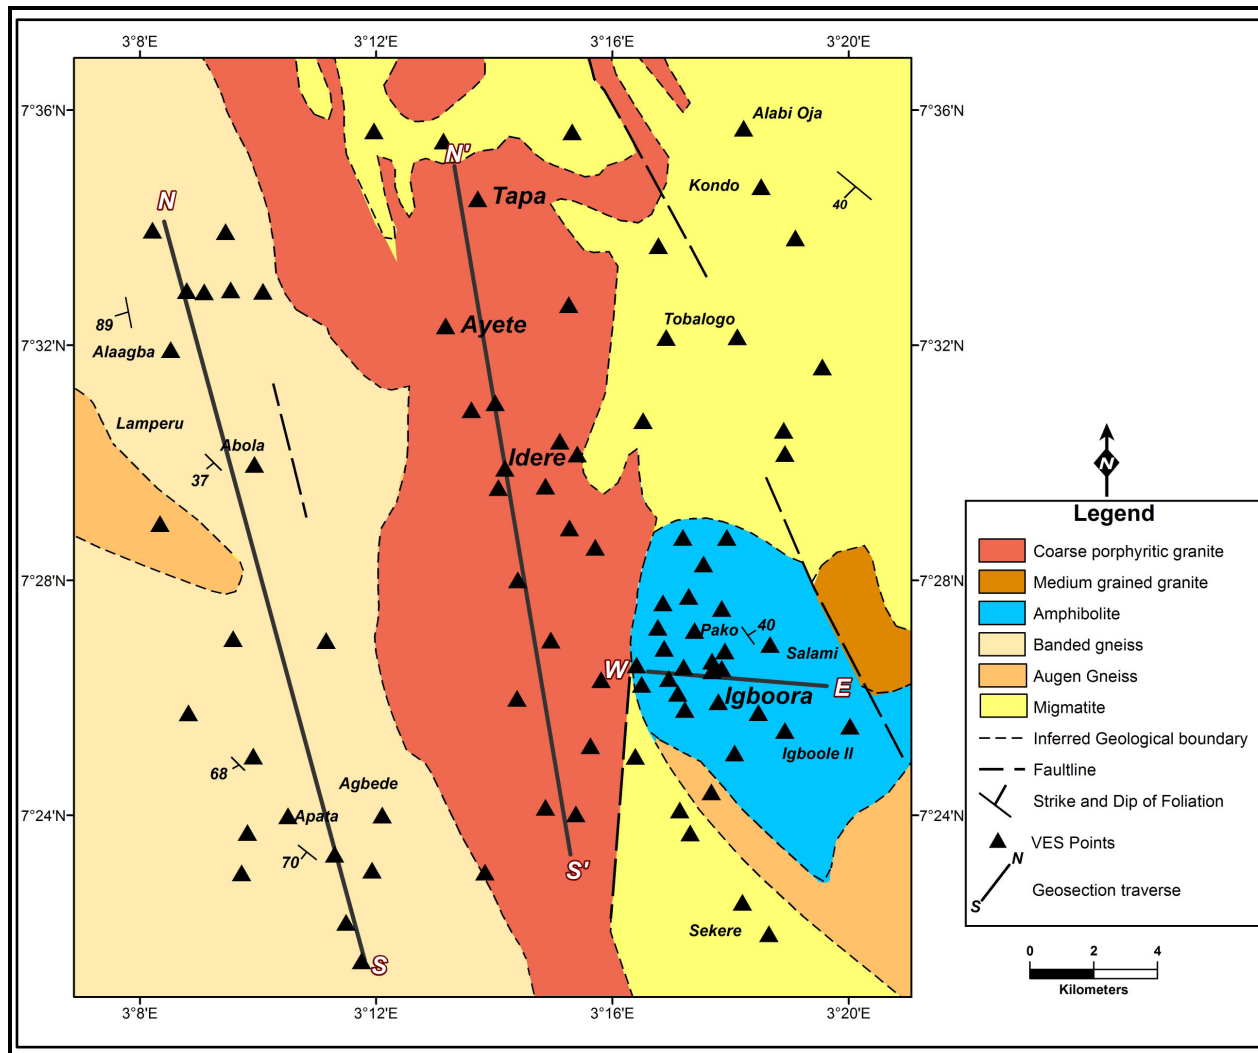 3°8'E 3°12'E 3°16'E 3°20'E
7°36'N 7°36'N
Alabi Oja
N'
Kondo
40
Tapa
N
89
Tobalogo
Ayete
7°32'N 7°32'N
Alaagba
Lamperu
Abola
Idere
37
N
Legend
Coarse porphyritic granite
Medium grained granite
Amphibolite
Banded gneiss
Augen Gneiss
Migmatite
Inferred Geological boundary
Faultline
Strike and Dip of Foliation
VES Points
N
Geosection traverse
S
7°28'N 7°28'N
Pako 40
Salami
W E
Igboora
Igboole II
68
Agbede
7°24'N 7°24'N
Apata
70
S'
Sekere
S
0 2 4
Kilometers
3°8'E 3°12'E 3°16'E 3°20'E